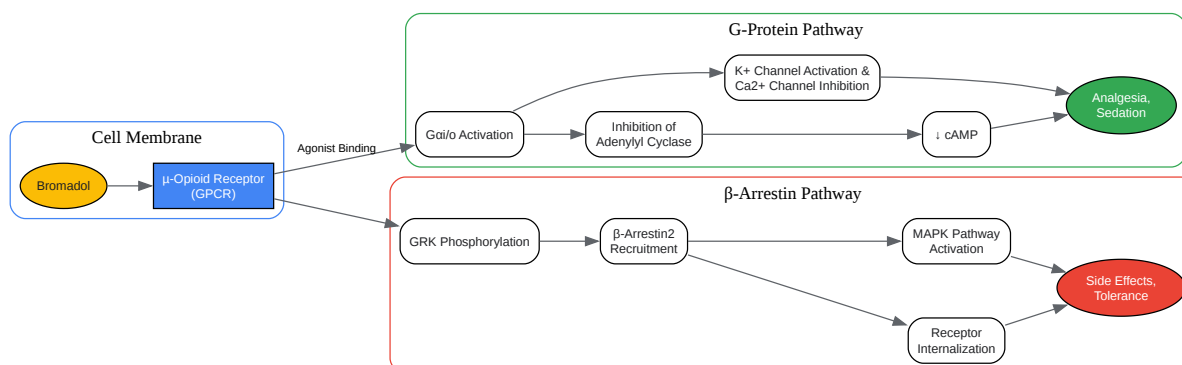 G-Protein Pathway
K+ Channel Activation &
Ca2+ Channel Inhibition
Analgesia,
Sedation
Cell Membrane
Agonist Binding
Gαi/o Activation
Inhibition of
Adenylyl Cyclase
↓ cAMP
Bromadol
μ-Opioid Receptor
(GPCR)
β-Arrestin Pathway
GRK Phosphorylation
β-Arrestin2
Recruitment
MAPK Pathway
Activation
Side Effects,
Tolerance
Receptor
Internalization